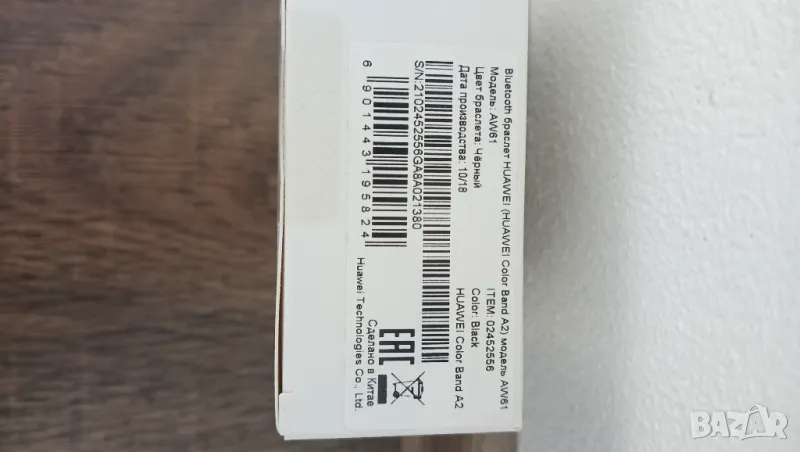 Bluetooth браслет HUAWEI (HUAWEI Color Band A2) модель AW61
Модель: AW61
ITEM: 02452556
Цвет браслета: Чёрный
Color: Black
Дата производства: 10/18
HUAWEI Color Band A2
S/N:2102452556GA8A021380
6 901443 195824
EAC
Сделано в Китае
Huawei Technologies Co., Ltd.
BAZAR